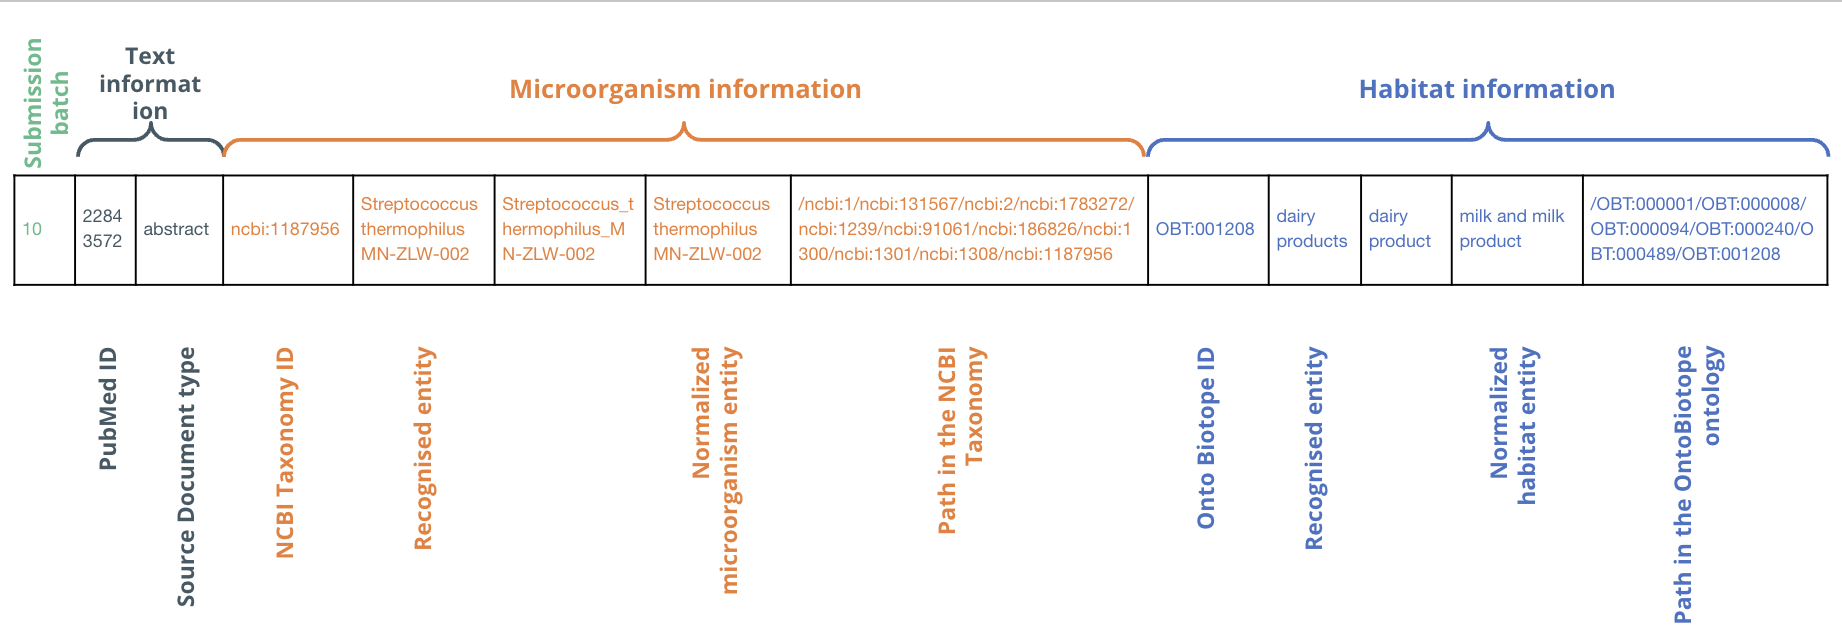 Submission
batch
Text
informat
ion
Microorganism information
Habitat information
10
2284
3572
abstract
ncbi:1187956
Streptococcus
thermophilus
MN-ZLW-002
Streptococcus_t
hermophilus_M
N-ZLW-002
Streptococcus
thermophilus
MN-ZLW-002
/ncbi:1/ncbi:131567/ncbi:2/ncbi:1783272/
ncbi:1239/ncbi:91061/ncbi:186826/ncbi:1
300/ncbi:1301/ncbi:1308/ncbi:1187956
OBT:001208
dairy
products
dairy
product
milk and milk
product
/OBT:000001/OBT:000008/
OBT:000094/OBT:000240/O
BT:000489/OBT:001208
PubMed ID
Source Document type
NCBI Taxonomy ID
Recognised entity
Normalized
microorganism entity
Path in the NCBI
Taxonomy
Onto Biotope ID
Recognised entity
Normalized
habitat entity
Path in the OntoBiotope
ontology